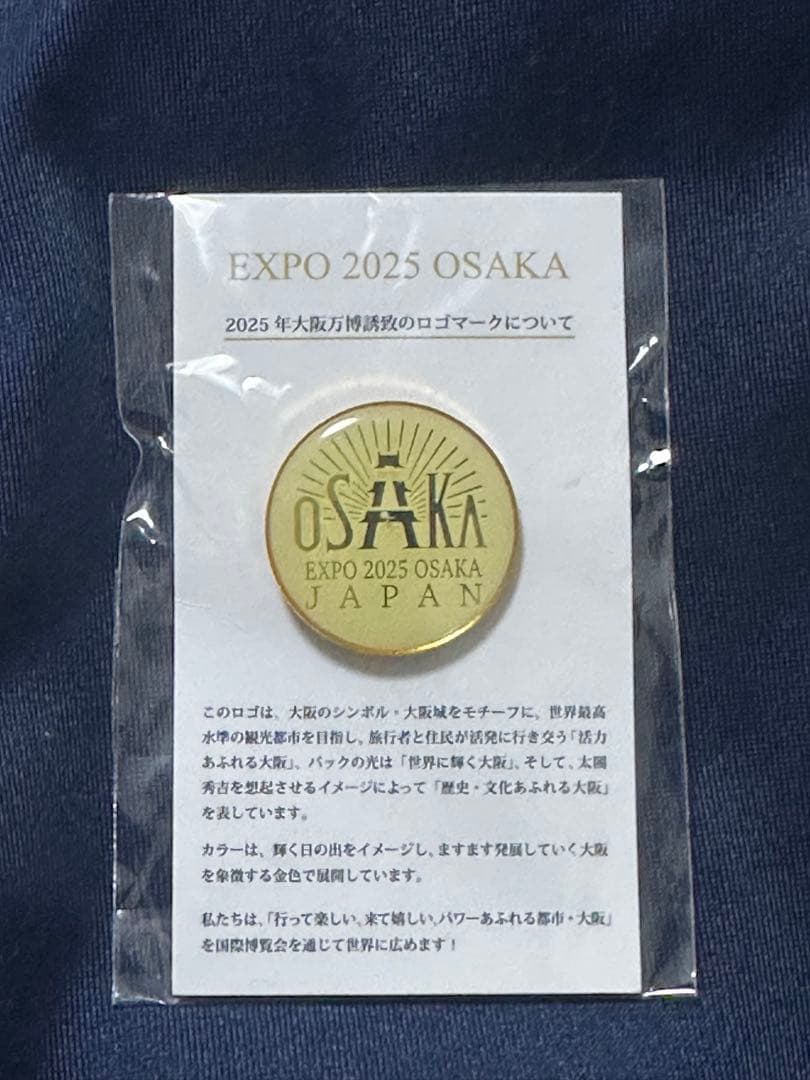 EXPO 2025 OSAKA
2025 年大阪万博誘致のロゴマークについて
OSAKA
EXPO 2025 OSAKA
JAPAN
このロゴは、大阪のシンボル・大阪城をモチーフに、世界最高
水準の観光都市を目指し、旅行者と住民が活発に行き交う「活力
あふれる大阪」、バックの光は「世界に輝く大阪」、そして、太閤
秀吉を想起させるイメージによって「歴史・文化あふれる大阪」
を表しています。
カラーは、輝く日の出をイメージし、ますます発展していく大阪
を象徴する金色で展開しています。
私たちは、「行って楽しい、来て嬉しい、パワーあふれる都市・大阪」
を国際博覧会を通じて世界に広めます！